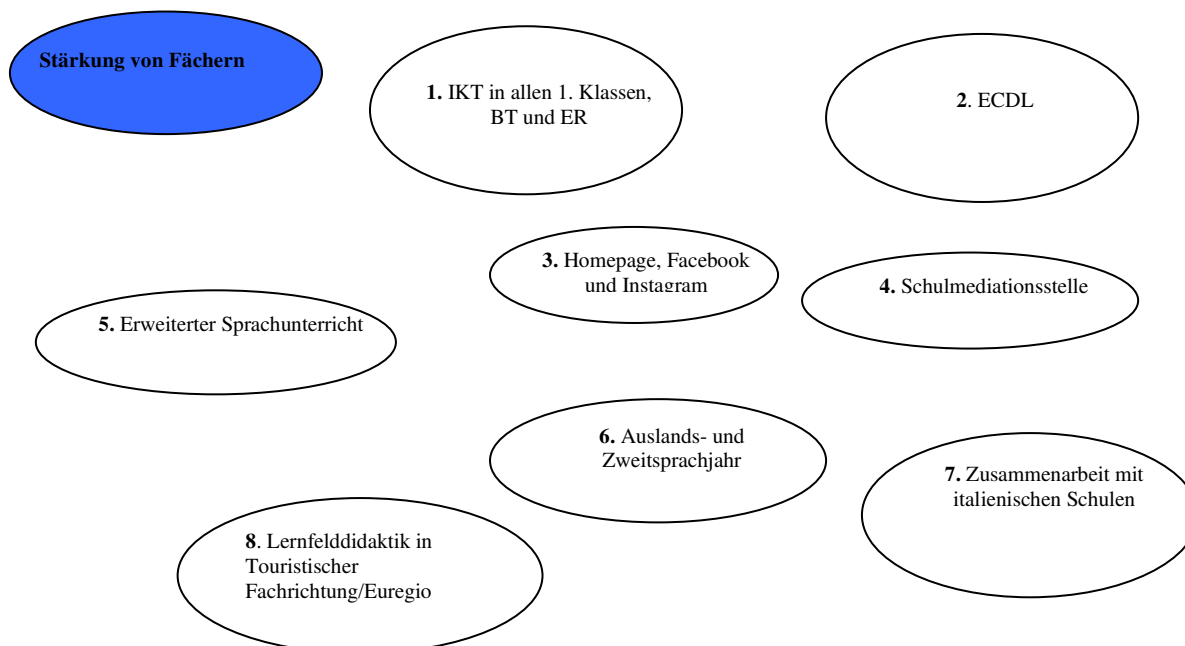 Stärkung von Fächern
1. IKT in allen 1. Klassen,
BT und ER
2. ECDL
3. Homepage, Facebook
und Instagram
4. Schulmediationsstelle
5. Erweiterter Sprachunterricht
6. Auslands- und
Zweitsprachjahr
7. Zusammenarbeit mit
italienischen Schulen
8. Lernfelddidaktik in
Touristischer
Fachrichtung/Euregio